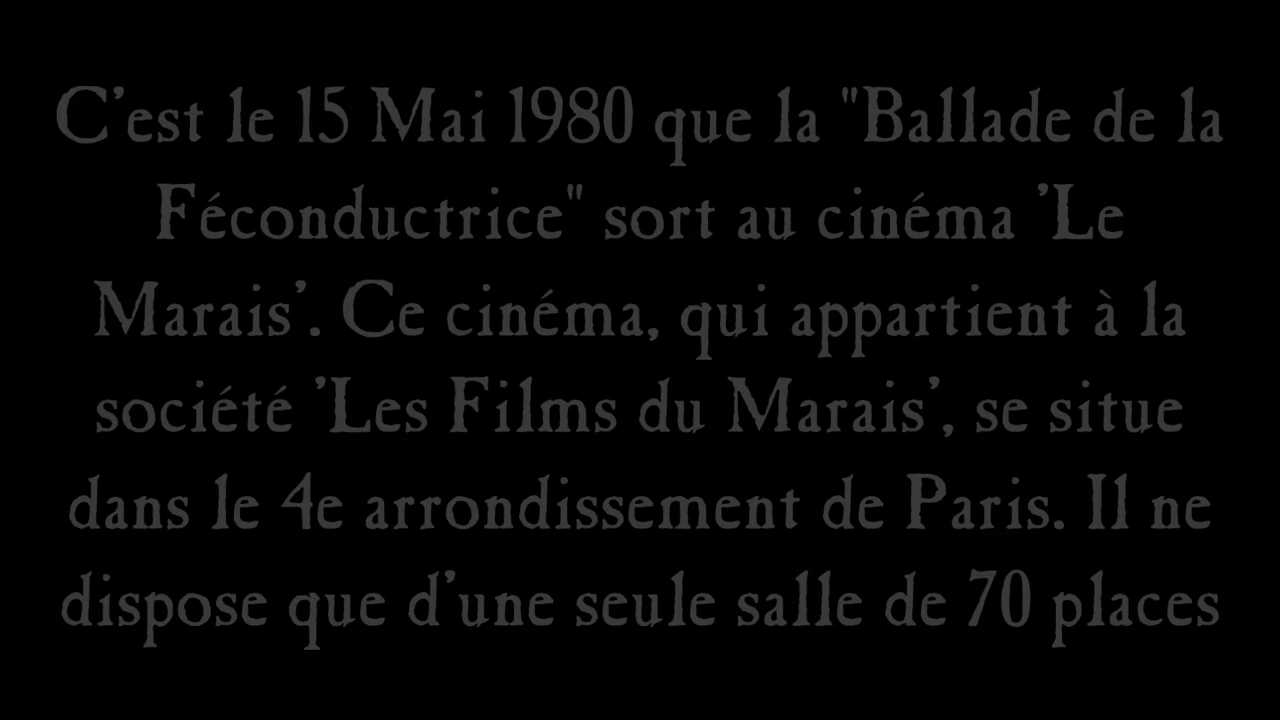 C'est le 15 Mai 1980 que la "Ballade de la
Féconductrice" sort au cinéma 'Le
Marais'. Ce cinéma, qui appartient à la
société 'Les Films du Marais', se situe
dans le 4e arrondissement de Paris. Il ne
dispose que d'une seule salle de 70 places